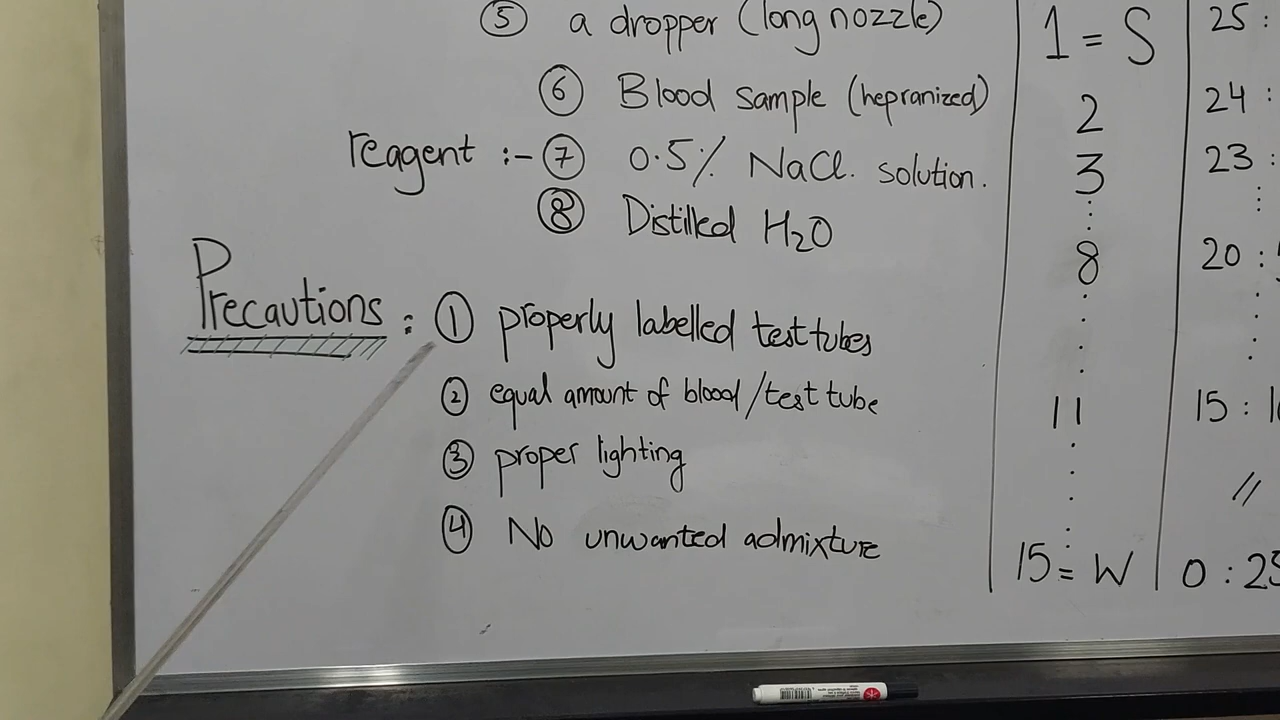 ⑤ a dropper (long nozzle)
⑥ Blood sample (hepranized)
reagent :- ⑦ 0.5% NaCl. solution.
⑧ Distilled H₂O
Precautions : ① properly labelled test tubes
② equal amount of blood/test tube
③ proper lighting
④ No unwanted admixture
1 = S
2
3
8
11
15 = W
25 :
24 :
23 :
20 :
15 : 1
//
0 : 25